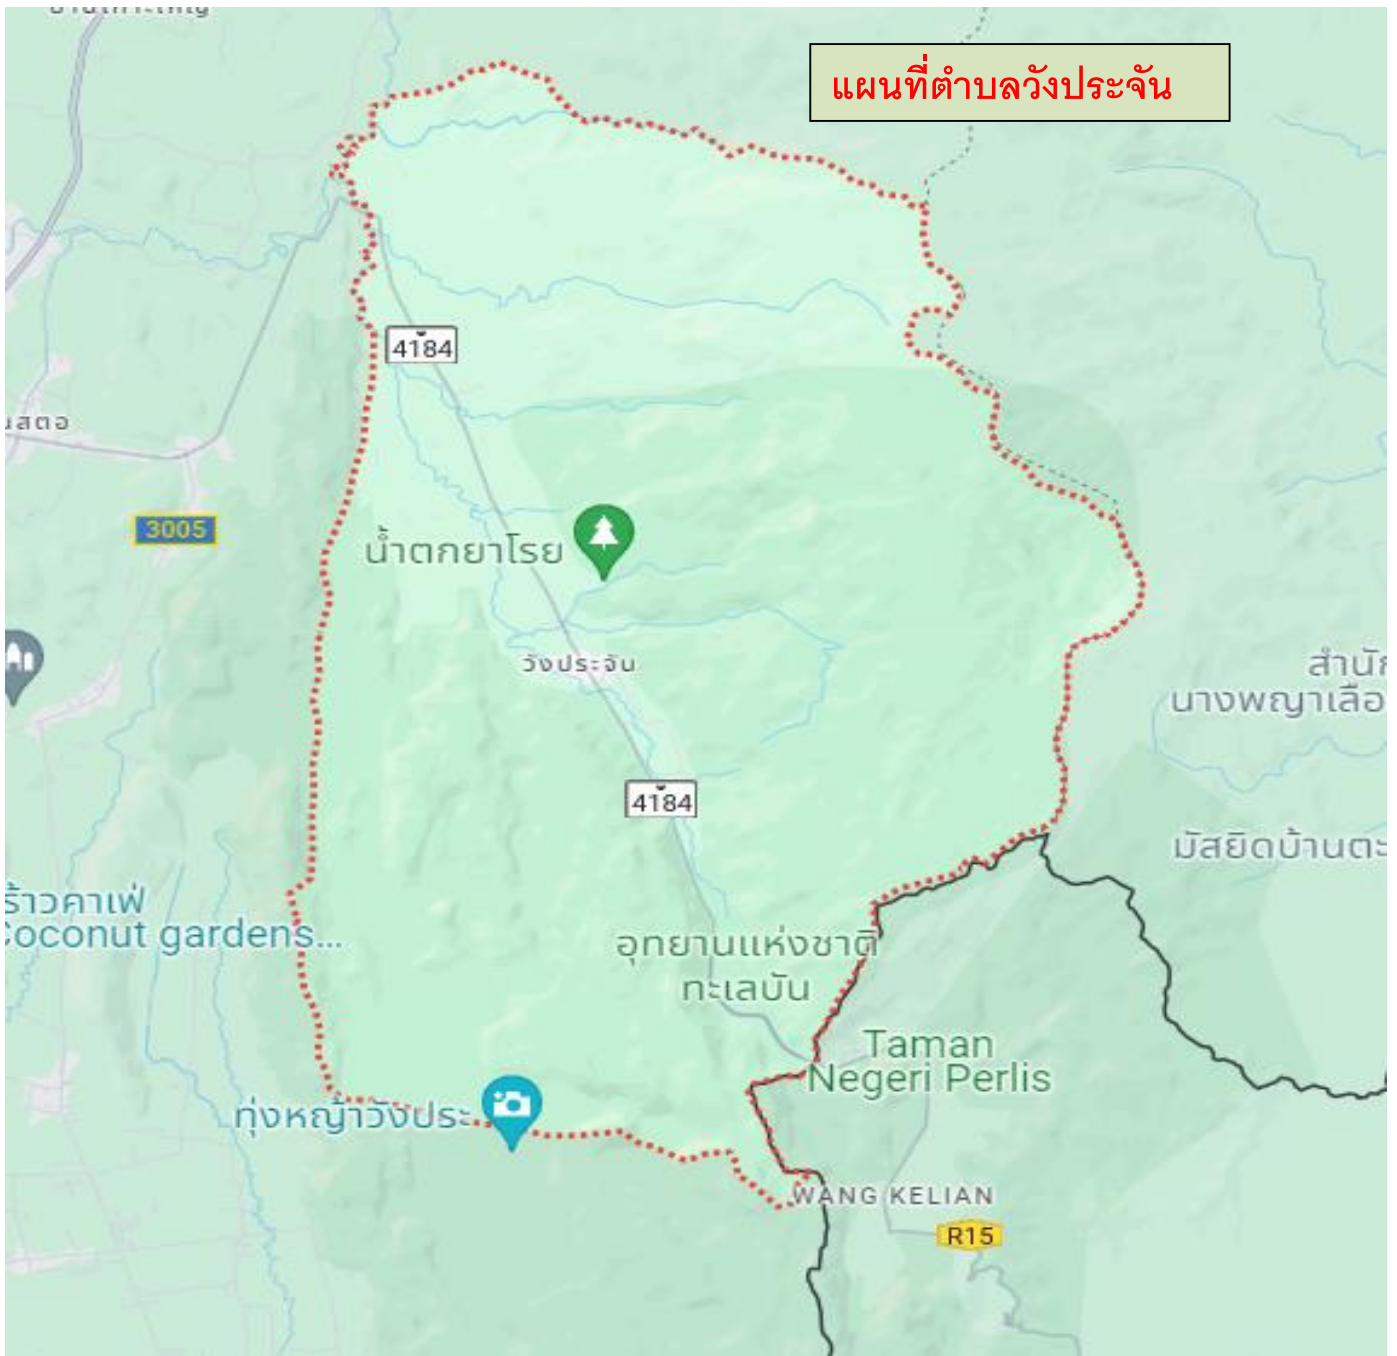 แผนที่ตำบลวังประจัน
4184
3005
น้ำตกยาโรย
วังประจัน
สำนัก
นางพญาเลือ
4184
มัสยิดบ้านตะ
ร้าวคาเฟ่
Coconut gardens...
อุทยานแห่งชาติ
ทะเลบัน
Taman
Negeri Perlis
ทุ่งหญ้าวังประ
WANG KELIAN
R15